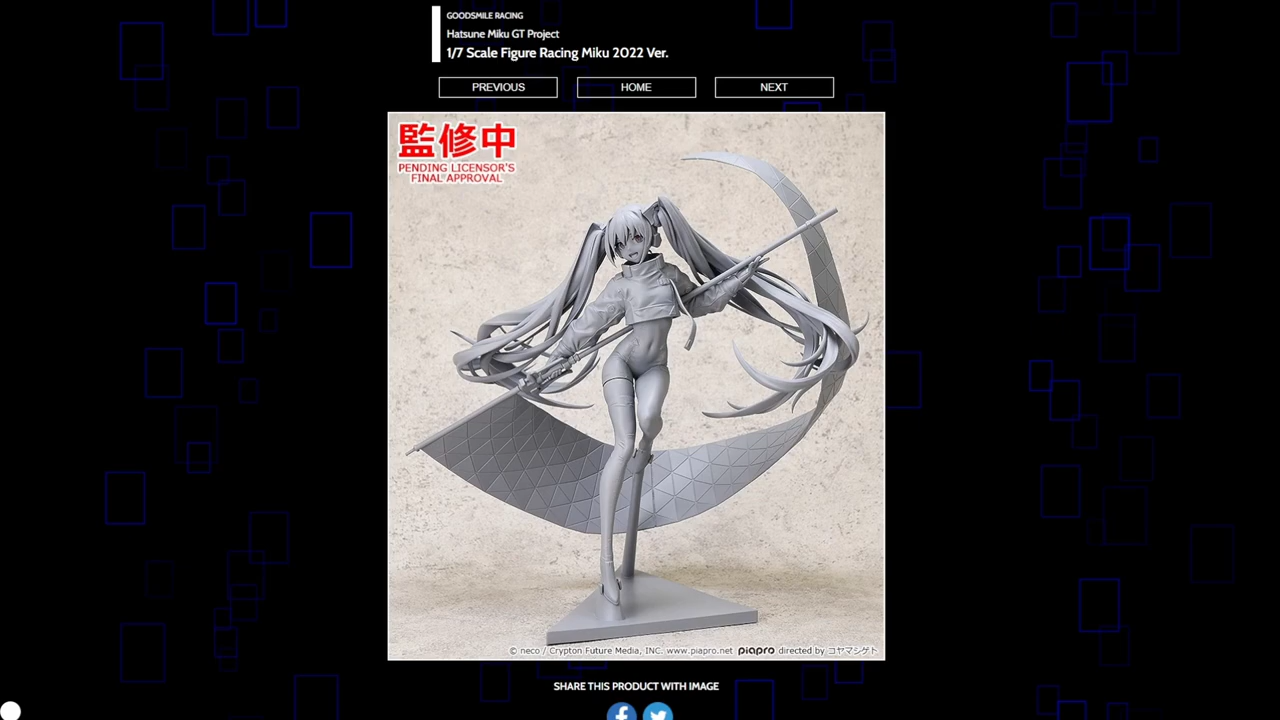 GOODSMILE RACING
Hatsune Miku GT Project
1/7 Scale Figure Racing Miku 2022 Ver.
PREVIOUS
HOME
NEXT
監修中
PENDING LICENSOR'S
FINAL APPROVAL
© neco / Crypton Future Media, INC. www.piapro.net piapro directed by コヤマシゲト
SHARE THIS PRODUCT WITH IMAGE